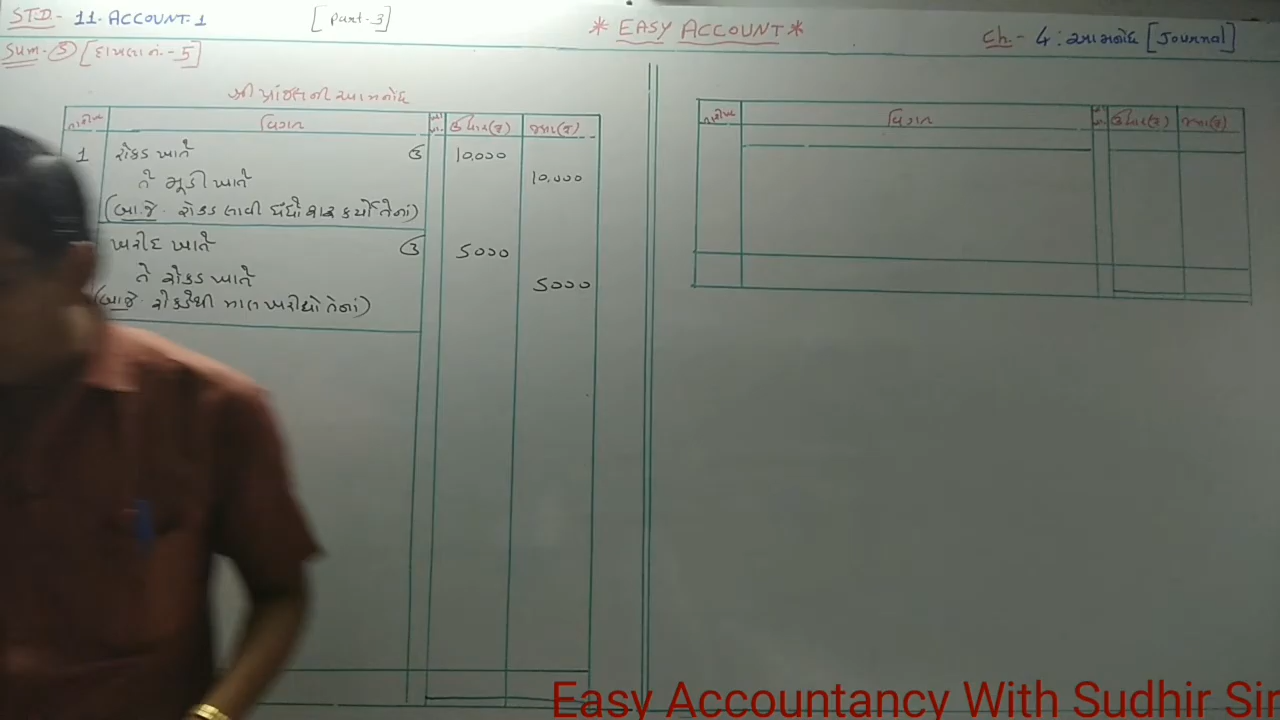 STD - 11. ACCOUNT-1
[Part-3]
* EASY ACCOUNT *
Ch.- 4: આમનોંધ [Journal]
Sum-③ [દાખલા નં.-5]
શ્રી પ્રાંજલની આમનોંધ
તારીખ વિગત ઉધાર(₹) જમા(₹)
1 રોકડ ખાતે ઉ 10,000
તે મૂડી ખાતે 10,000
(બા.જે. રોકડ લાવી ધંધો શરૂ કર્યો તેનાં)
ખરીદ ખાતે ઉ 5000
તે રોકડ ખાતે 5000
(બા.જે. રોકડેથી માલ ખરીદ્યો તેનાં)
તારીખ વિગત ઉધાર(₹) જમા(₹)
Easy Accountancy With Sudhir Sir